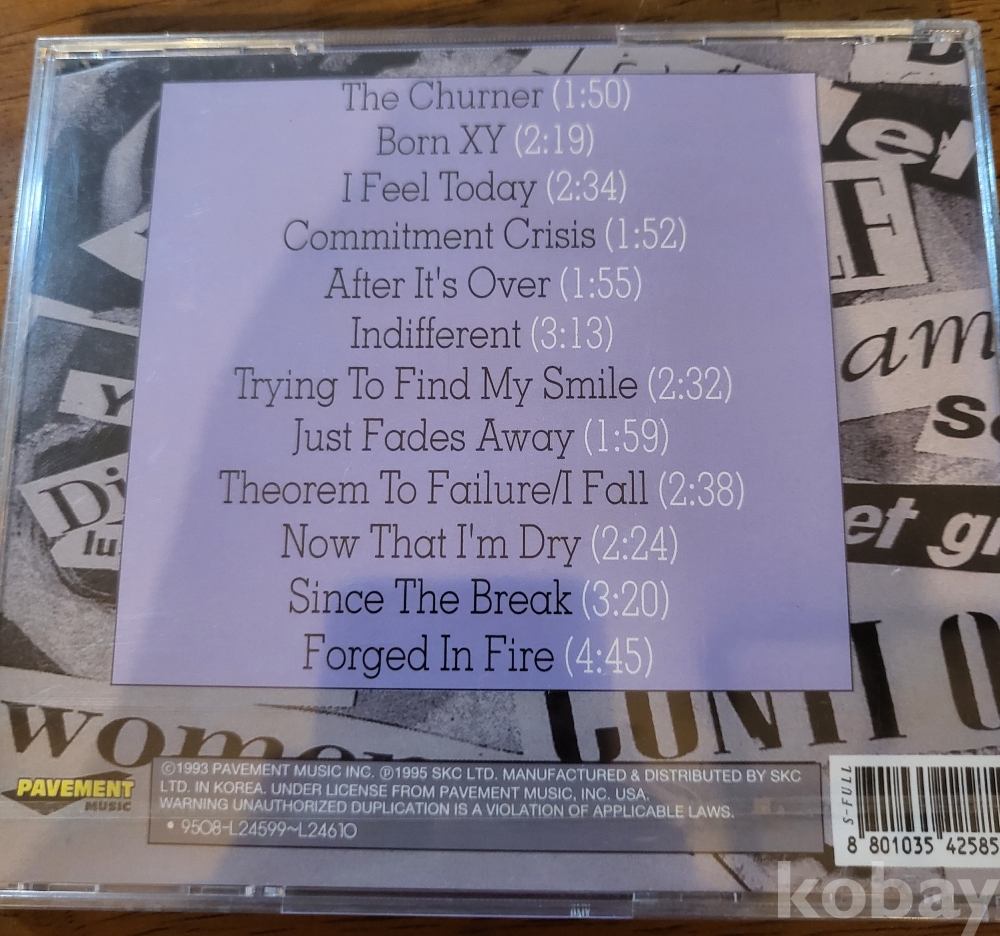 The Churner (1:50)
Born XY (2:19)
I Feel Today (2:34)
Commitment Crisis (1:52)
After It's Over (1:55)
Indifferent (3:13)
Trying To Find My Smile (2:32)
Just Fades Away (1:59)
Theorem To Failure/I Fall (2:38)
Now That I'm Dry (2:24)
Since The Break (3:20)
Forged In Fire (4:45)
am
et
women
PAVEMENT
MUSIC
©1993 PAVEMENT MUSIC INC. ℗1995 SKC LTD. MANUFACTURED & DISTRIBUTED BY SKC
LTD. IN KOREA. UNDER LICENSE FROM PAVEMENT MUSIC, INC. USA.
WARNING UNAUTHORIZED DUPLICATION IS A VIOLATION OF APPLICABLE LAWS.
• 9508-L24599~L24610
S-FULL
8 801035 42585
kobay